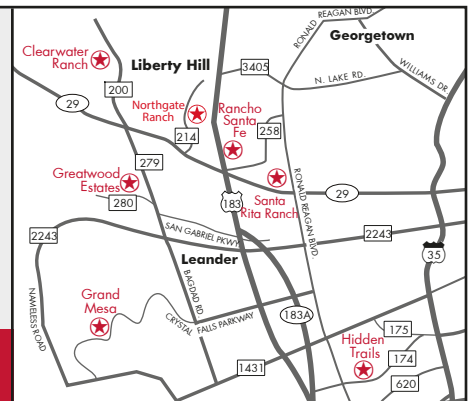 RONALD REAGAN BLVD.
Georgetown
Clearwater
Ranch
Liberty Hill
3405
N. LAKE RD.
WILLIAMS DR.
200
29
Northgate
Ranch
Rancho
Santa
Fe
258
214
279
Greatwood
Estates
280
183
Santa
Rita Ranch
RONALD REAGAN BLVD.
29
2243
SAN GABRIEL PKWY.
2243
35
Leander
NAMELESS ROAD
BAGDAD RD.
Grand
Mesa
CRYSTAL FALLS PARKWAY
183A
175
Hidden
Trails
174
1431
620